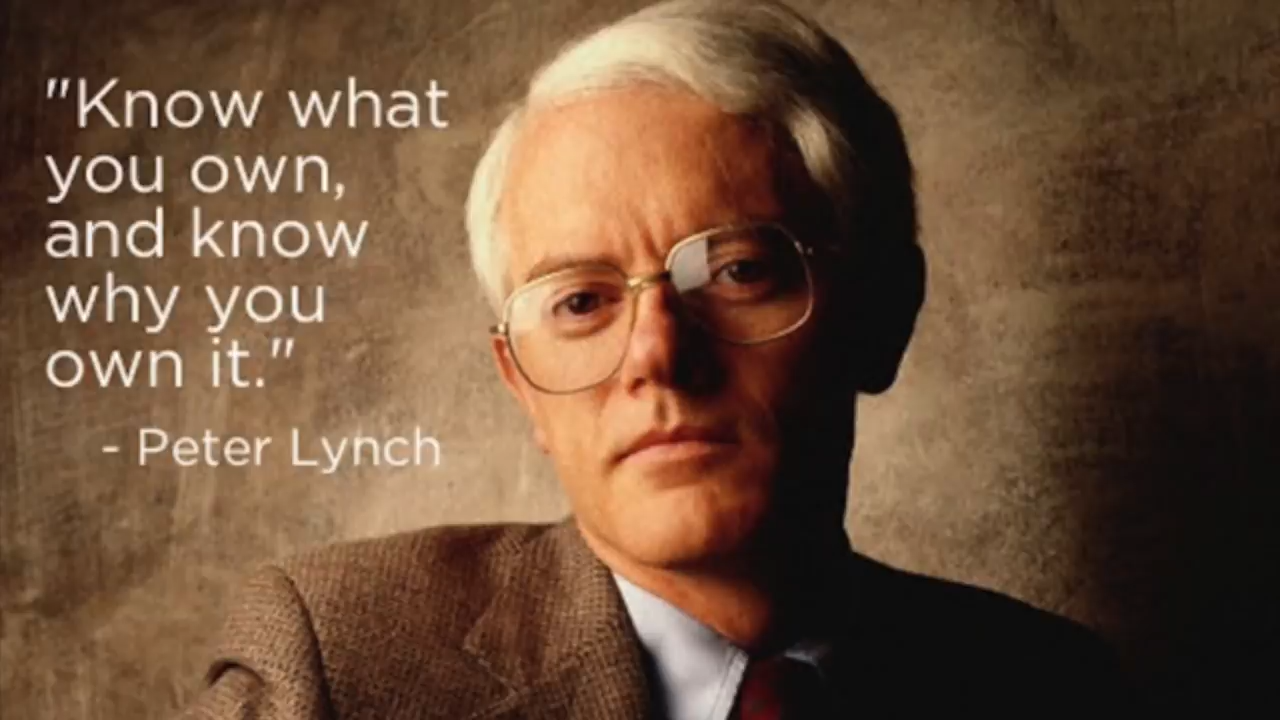 "Know what
you own,
and know
why you
own it."
- Peter Lynch